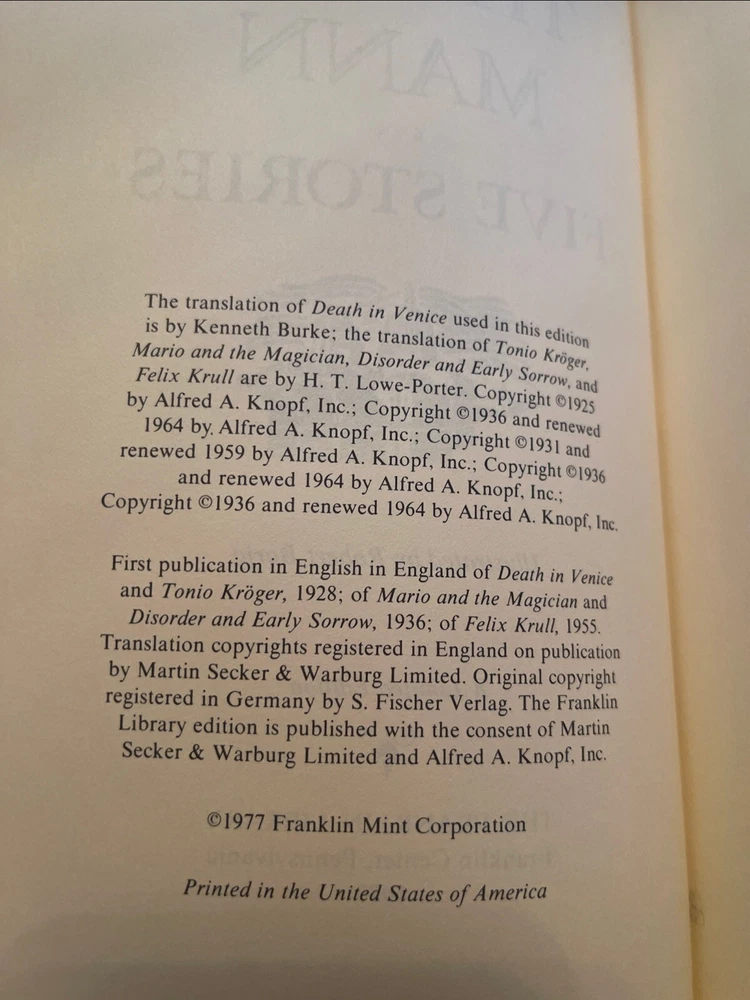 MANN
FIVE STORIES
The translation of Death in Venice used in this edition
is by Kenneth Burke; the translation of Tonio Kröger,
Mario and the Magician, Disorder and Early Sorrow, and
Felix Krull are by H. T. Lowe-Porter. Copyright ©1925
by Alfred A. Knopf, Inc.; Copyright ©1936 and renewed
1964 by. Alfred A. Knopf, Inc.; Copyright ©1931 and
renewed 1959 by Alfred A. Knopf, Inc.; Copyright ©1936
and renewed 1964 by Alfred A. Knopf, Inc.;
Copyright ©1936 and renewed 1964 by Alfred A. Knopf, Inc.
First publication in English in England of Death in Venice
and Tonio Kröger, 1928; of Mario and the Magician and
Disorder and Early Sorrow, 1936; of Felix Krull, 1955.
Translation copyrights registered in England on publication
by Martin Secker & Warburg Limited. Original copyright
registered in Germany by S. Fischer Verlag. The Franklin
Library edition is published with the consent of Martin
Secker & Warburg Limited and Alfred A. Knopf, Inc.
©1977 Franklin Mint Corporation
Franklin Center, Pennsylvania
Printed in the United States of America